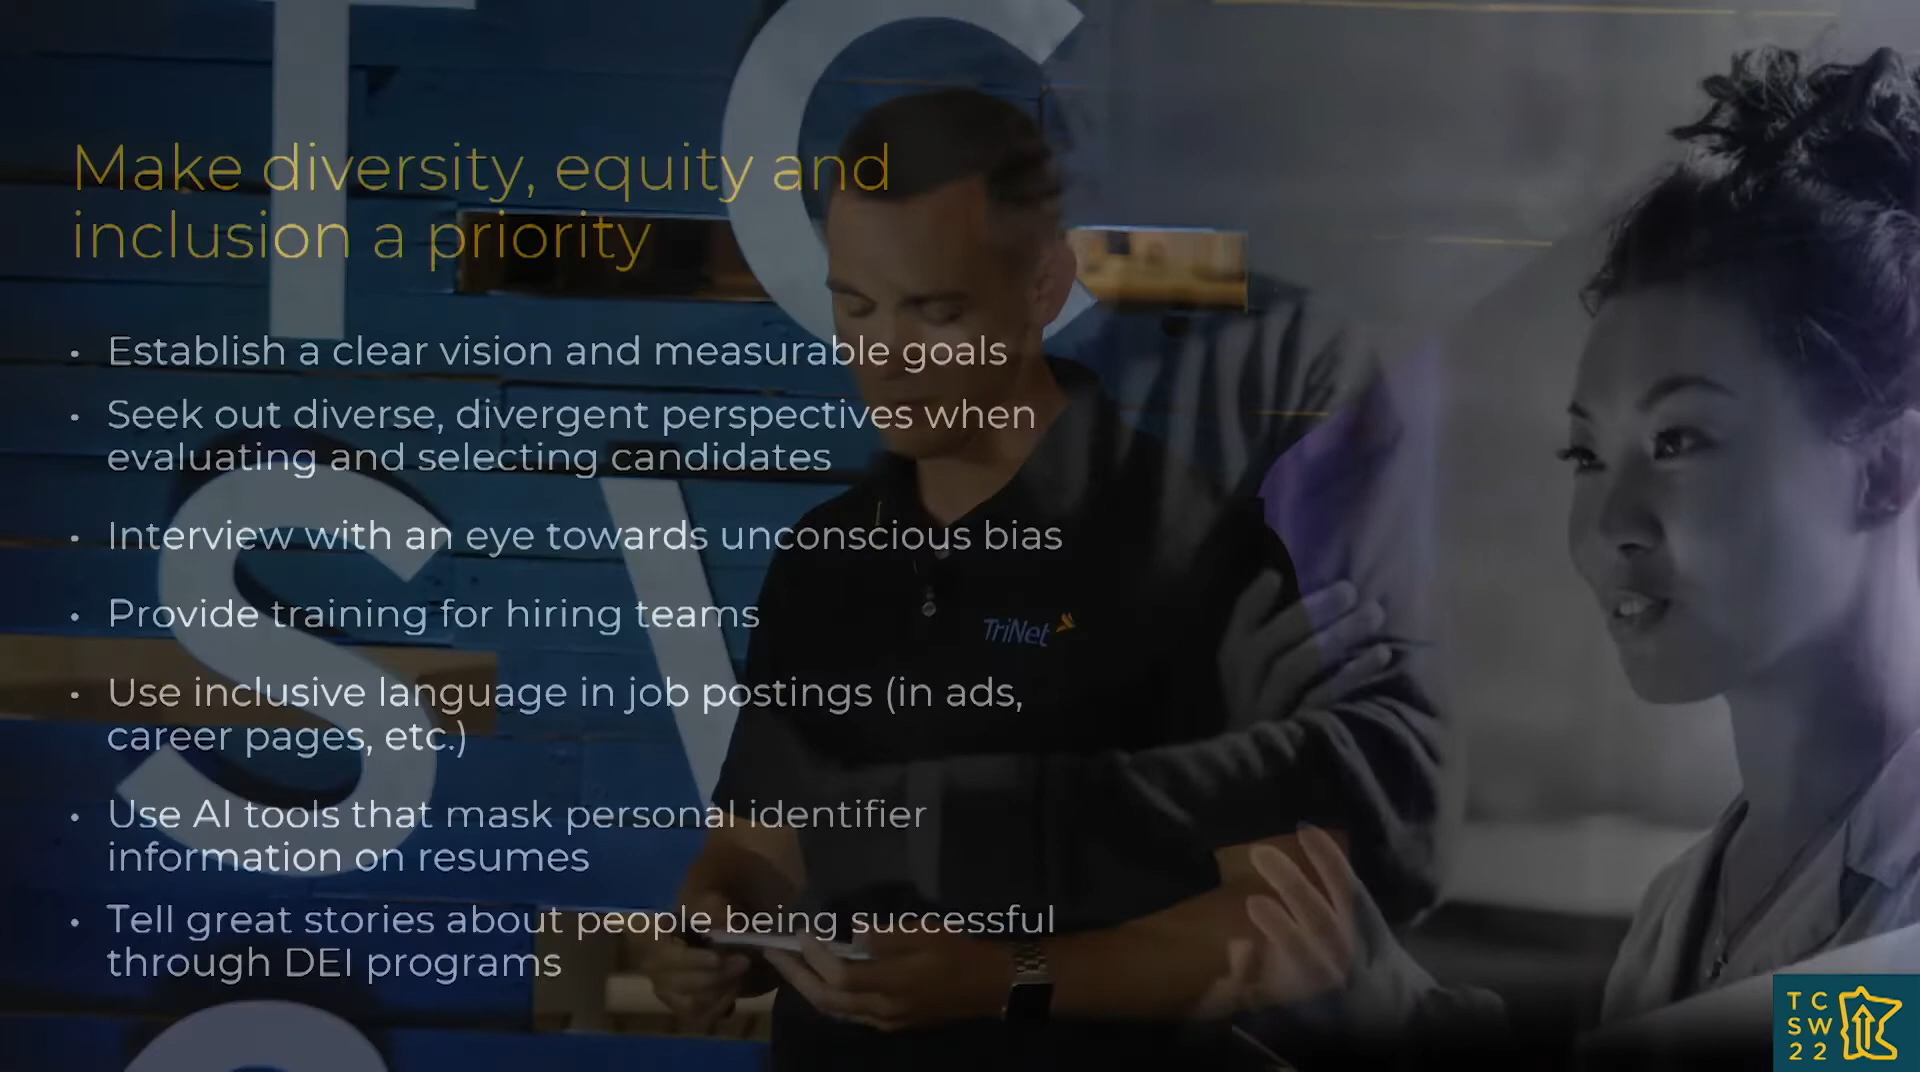 T C
S W
Make diversity, equity and
inclusion a priority
• Establish a clear vision and measurable goals
• Seek out diverse, divergent perspectives when
evaluating and selecting candidates
• Interview with an eye towards unconscious bias
• Provide training for hiring teams
• Use inclusive language in job postings (in ads,
career pages, etc.)
• Use AI tools that mask personal identifier
information on resumes
• Tell great stories about people being successful
through DEI programs
TriNet
T C
S W
2 2